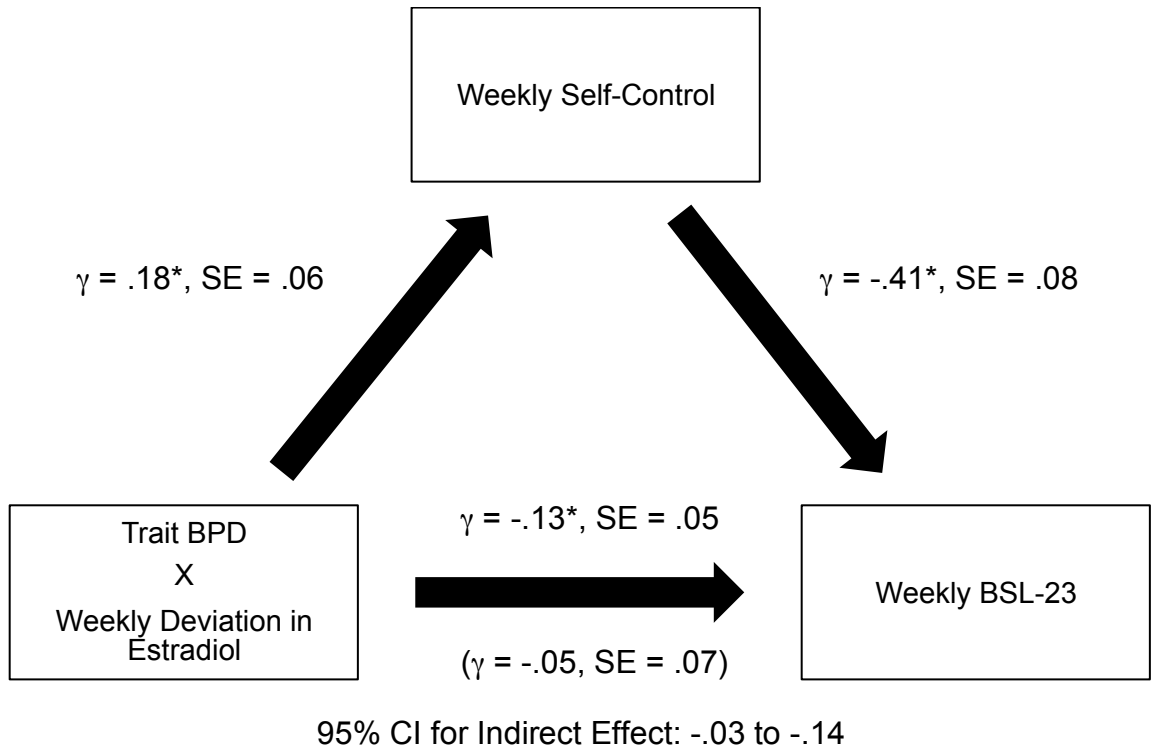 Weekly Self-Control
γ = .18*, SE = .06
γ = -.41*, SE = .08
Trait BPD
X
Weekly Deviation in
Estradiol
γ = -.13*, SE = .05
(γ = -.05, SE = .07)
Weekly BSL-23
95% CI for Indirect Effect: -.03 to -.14